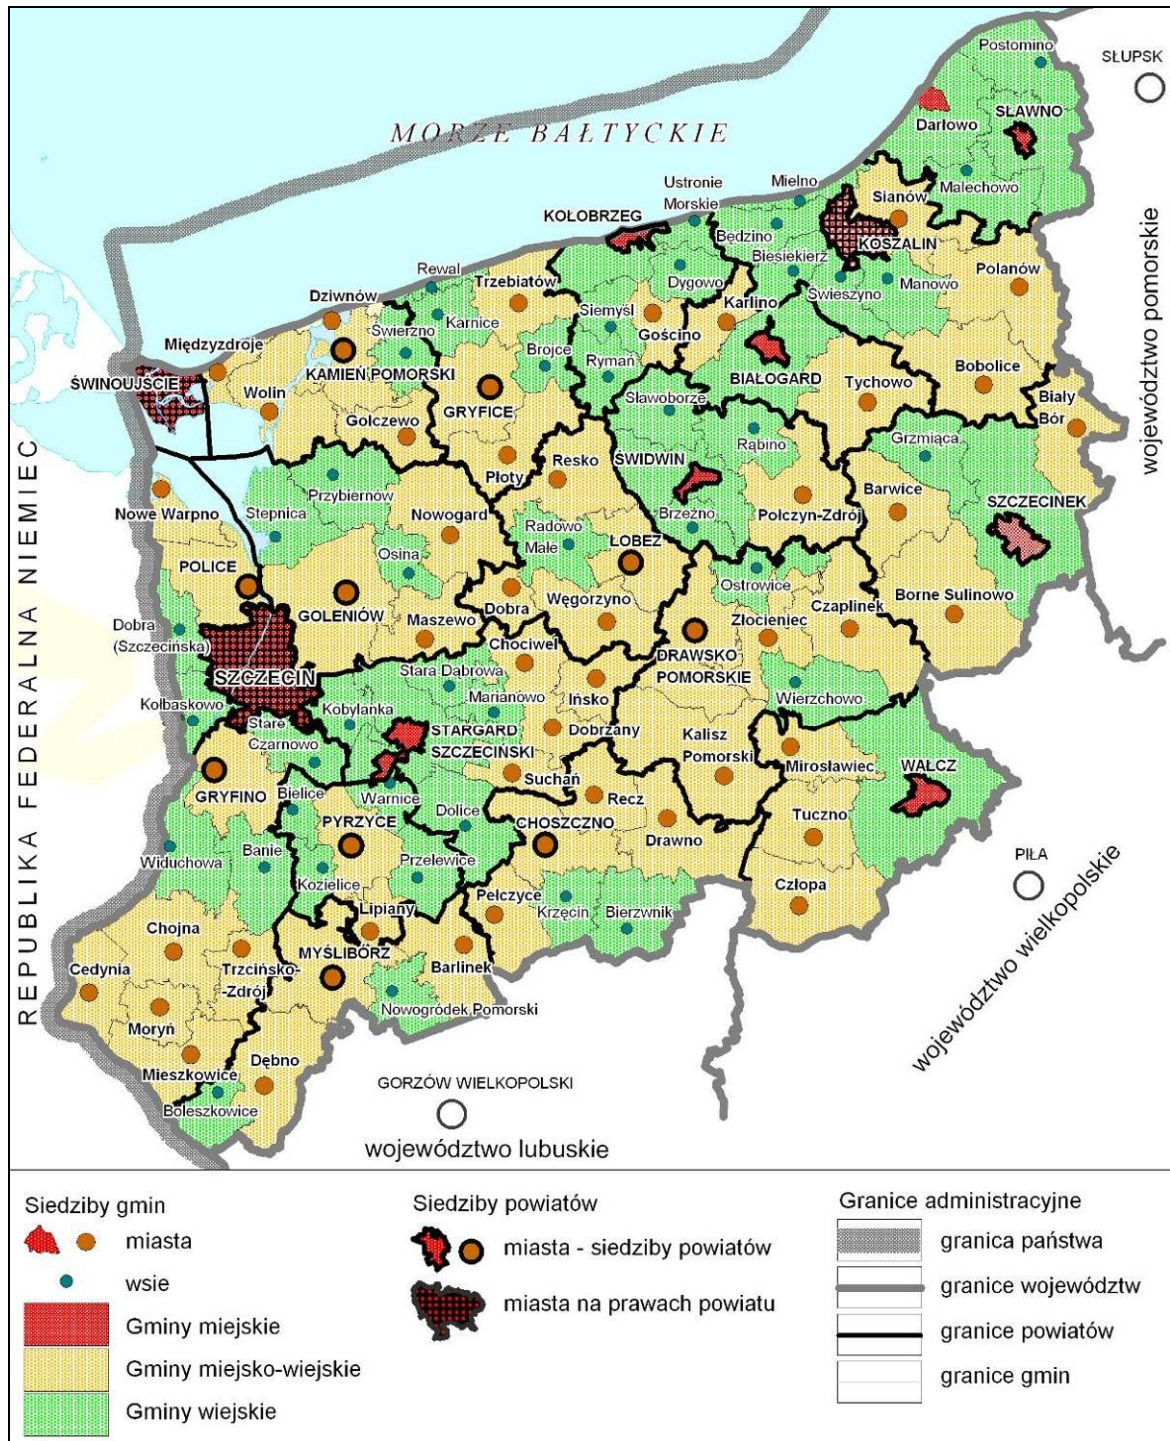 Postomino
SŁUPSK
MORZE BAŁTYCKIE
Darłowo
SŁAWNO
Ustronie
Morskie
Mielno
Malechowo
Sianów
KOŁOBRZEG
Będzino
KOSZALIN
województwo pomorskie
Rewal
Trzebiatów
Dygowo
Biesiekierz
Świeszyno
Manowo
Polanów
Dziwnów
Karnice
Siemyśl
Karlino
Świerzno
Gościno
Międzyzdroje
Brojce
Rymań
BIAŁOGARD
ŚWINOUJŚCIE
KAMIEŃ POMORSKI
GRYFICE
Tychowo
Bobolice
Wolin
Sławoborze
Biały
Bór
Golczewo
Rąbino
Grzmiąca
Płoty
Resko
ŚWIDWIN
Przybiernów
Barwice
SZCZECINEK
Nowe Warpno
Stepnica
Nowogard
Radowo
Małe
Brzeżno
Połczyn-Zdrój
Osina
ŁOBEZ
POLICE
Ostrowice
GOLENIÓW
Dobra
Węgorzyno
Czaplinek
Borne Sulinowo
Dobra
(Szczecińska)
Maszewo
Złocieniec
Chociwel
DRAWSKO
POMORSKIE
SZCZECIN
Stara Dąbrowa
Marianowo
Ińsko
Wierzchowo
Kołbaskowo
Kobylanka
Stare
Czarnowo
STARGARD
SZCZECIŃSKI
Dobrzany
Kalisz
Pomorski
Mirosławiec
WAŁCZ
GRYFINO
Bielice
Warnice
Suchań
Recz
PYRZYCE
Dolice
CHOSZCZNO
Drawno
Tuczno
Widuchowa
Banie
Kozielice
Przelewice
PIŁA
Pełczyce
Krzęcin
Bierzwnik
Człopa
Lipiany
Chojna
MYŚLIBÓRZ
Barlinek
Cedynia
Trzcińsko-
-Zdrój
Nowogródek Pomorski
Moryń
Mieszkowice
Dębno
Boleszkowice
GORZÓW WIELKOPOLSKI
województwo lubuskie
województwo wielkopolskie
REPUBLIKA FEDERALNA NIEMIEC
Siedziby gmin
miasta
wsie
Gminy miejskie
Gminy miejsko-wiejskie
Gminy wiejskie
Siedziby powiatów
miasta - siedziby powiatów
miasta na prawach powiatu
Granice administracyjne
granica państwa
granice województw
granice powiatów
granice gmin